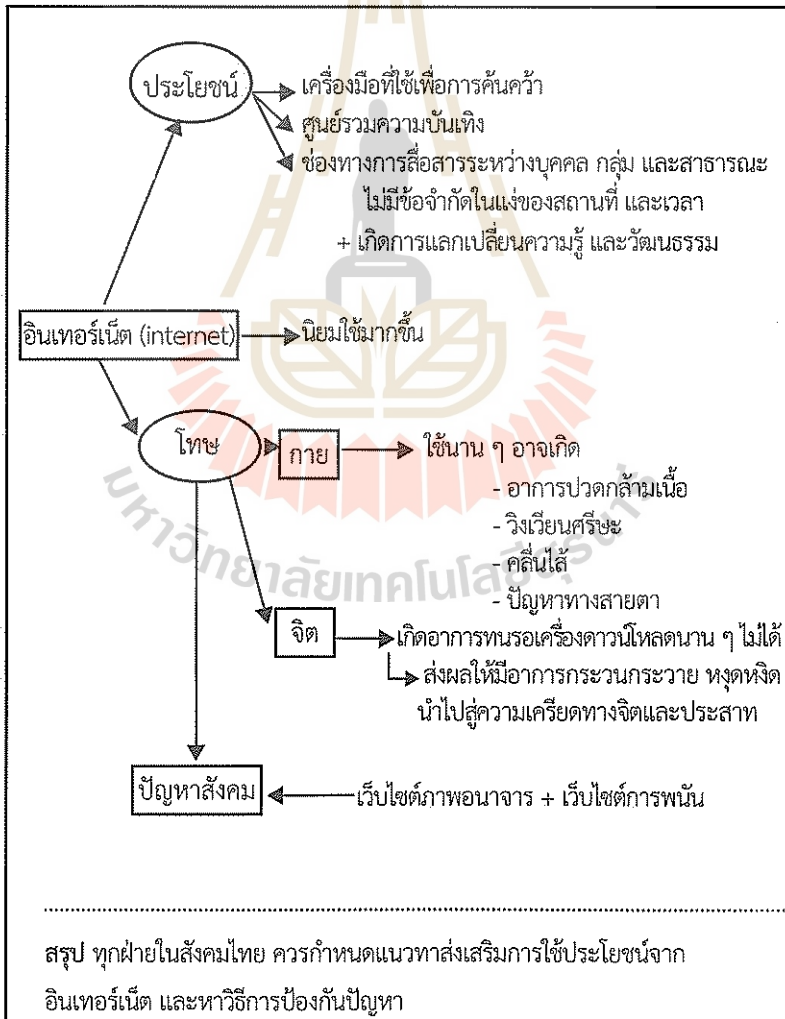 ประโยชน์
เครื่องมือที่ใช้เพื่อการค้นคว้า
ศูนย์รวมความบันเทิง
ช่องทางการสื่อสารระหว่างบุคคล กลุ่ม และสาธารณะ
ไม่มีข้อจำกัดในแง่ของสถานที่ และเวลา
+ เกิดการแลกเปลี่ยนความรู้ และวัฒนธรรม
อินเทอร์เน็ต (internet)
นิยมใช้มากขึ้น
โทษ
กาย
ใช้นาน ๆ อาจเกิด
- อาการปวดกล้ามเนื้อ
- วิงเวียนศรีษะ
- คลื่นไส้
- ปัญหาทางสายตา
มหาวิทยาลัยเทคโนโลยีสุรนารี
จิต
เกิดอาการทนรอเครื่องดาวน์โหลดนาน ๆ ไม่ได้
ส่งผลให้มีอาการกระวนกระวาย หงุดหงิด
นำไปสู่ความเครียดทางจิตและประสาท
ปัญหาสังคม
เว็บไซต์ภาพอนาจาร + เว็บไซต์การพนัน
สรุป ทุกฝ่ายในสังคมไทย ควรกำหนดแนวทาส่งเสริมการใช้ประโยชน์จาก
อินเทอร์เน็ต และหาวิธีการป้องกันปัญหา